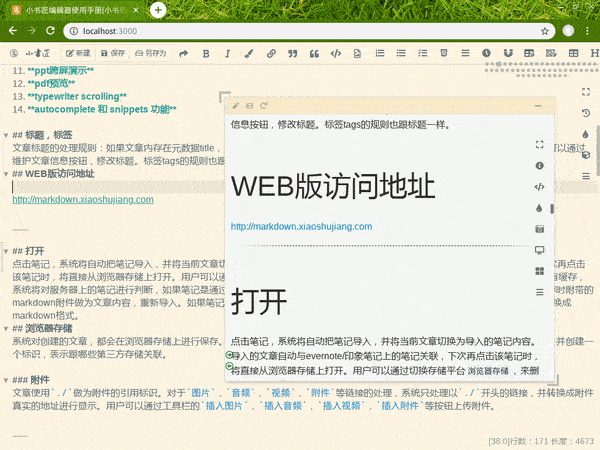 小书匠编辑器使用手册[小书
localhost:3000
小书匠 新建 保存 另存为
11. **ppt跨屏演示**
12. **pdf预览**
13. **typewriter scrolling**
14. **autocomplete 和 snippets 功能**
## 标题，标签
文章标题的处理规则：如果文章内存在元数据title，
可以通过
维护文章信息按钮，修改标题。标签tags的规则也跟
## WEB版访问地址
http://markdown.xiaoshujiang.com
## 打开
点击笔记，系统将自动把笔记导入，并将当前文章切
次再点击
该笔记时，将直接从浏览器存储上打开。用户可以通
有缓存，
系统将对服务器上的笔记进行判断，如果笔记是通过
时附带的
markdown附件做为文章内容，重新导入。如果笔记
换成
markdown格式。
## 浏览器存储
系统对创建的文章，都会在浏览器存储上进行保存。
并创建一
个标识，表示跟哪些第三方存储关联。
### 附件
文章使用`./`做为附件的引用标识。对于`图片`，`音频`，`视频`，`附件`等链接的处理，系统只处理以`./`开头的链接，并转换成附件
真实的地址进行显示。用户可以通过工具栏的`插入图片`，`插入音频`，`插入视频`，`插入附件`等按钮上传附件。
信息按钮，修改标题。标签tags的规则也跟标题一样。
WEB版访问地址
http://markdown.xiaoshujiang.com
打开
点击笔记，系统将自动把笔记导入，并将当前文章切换为导入的笔记内容。
导入的文章自动与evernote/印象笔记上的笔记关联，下次再点击该笔记时，
将直接从浏览器存储上打开。用户可以通过切换存储平台 浏览器存储 ，来删
[38:0]行数：171 长度：4673